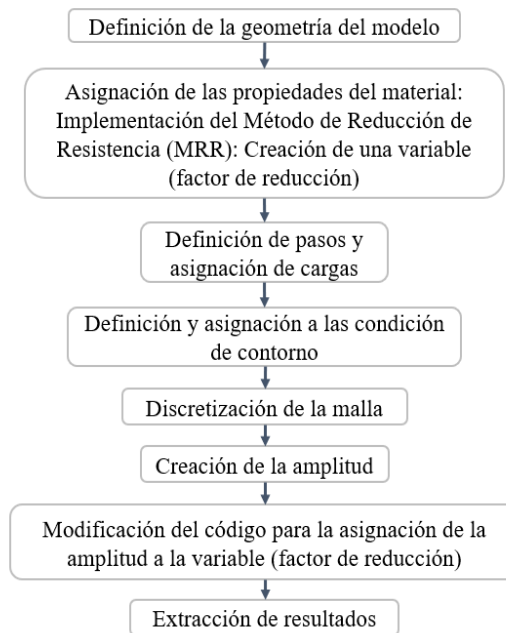 Definición de la geometría del modelo
Asignación de las propiedades del material:
Implementación del Método de Reducción de
Resistencia (MRR): Creación de una variable
(factor de reducción)
Definición de pasos y
asignación de cargas
Definición y asignación a las condición
de contorno
Discretización de la malla
Creación de la amplitud
Modificación del código para la asignación de la
amplitud a la variable (factor de reducción)
Extracción de resultados